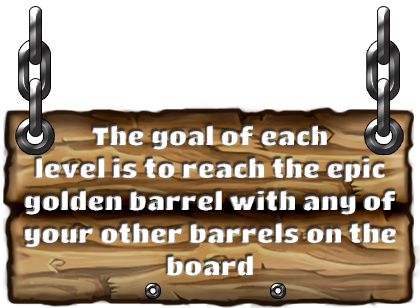 The goal of each
level is to reach the epic
golden barrel with any of
your other barrels on the
board